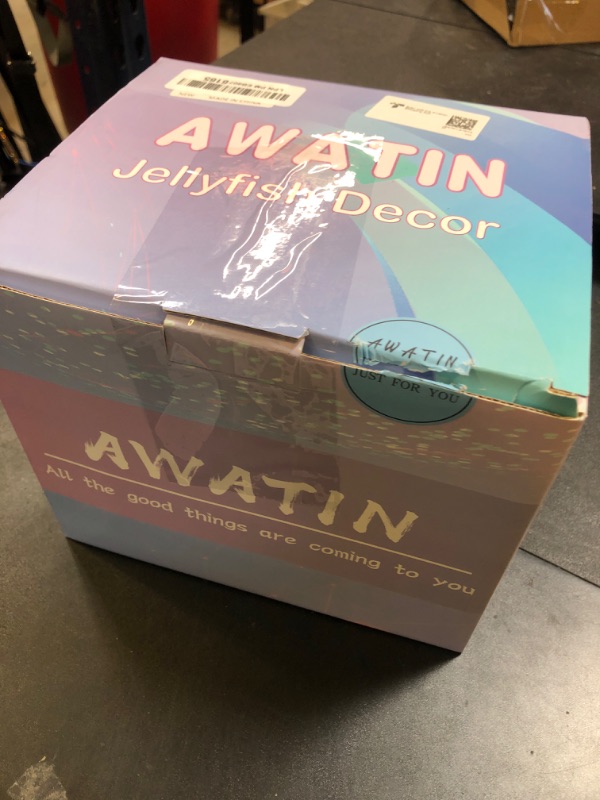 AWATIN
Jellyfish Decor
AWATIN
JUST FOR YOU
AWATIN
All the good things are coming to you